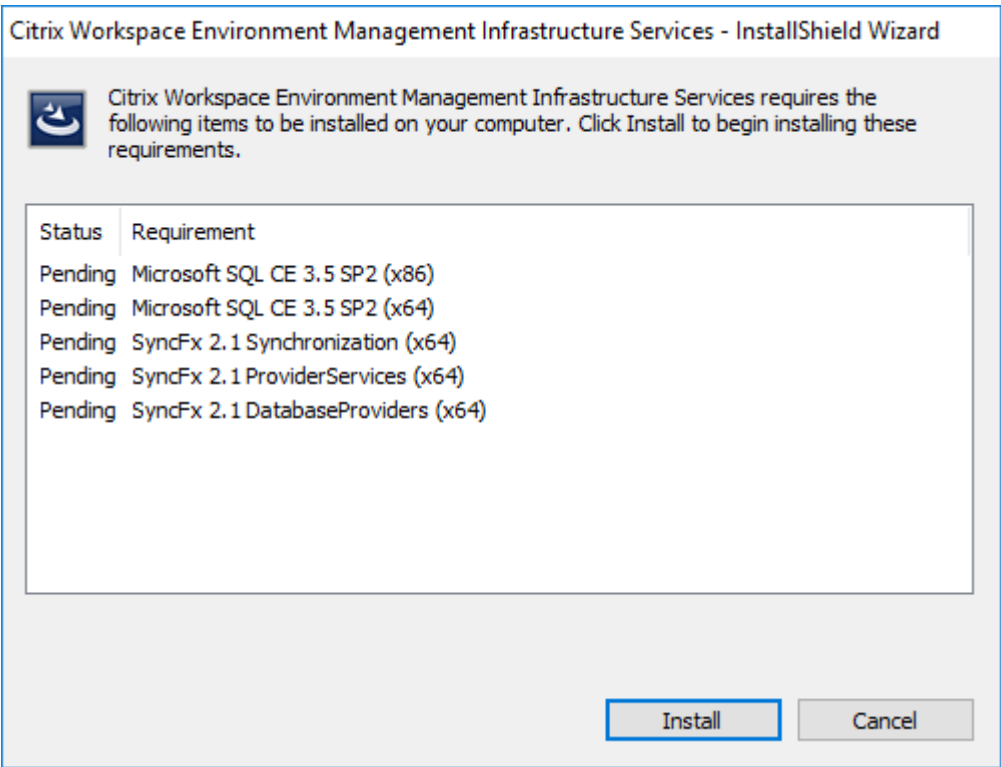 Citrix Workspace Environment Management Infrastructure Services - InstallShield Wizard
Citrix Workspace Environment Management Infrastructure Services requires the
following items to be installed on your computer. Click Install to begin installing these
requirements.
Status Requirement
Pending Microsoft SQL CE 3.5 SP2 (x86)
Pending Microsoft SQL CE 3.5 SP2 (x64)
Pending SyncFx 2.1 Synchronization (x64)
Pending SyncFx 2.1 ProviderServices (x64)
Pending SyncFx 2.1 DatabaseProviders (x64)
Install Cancel